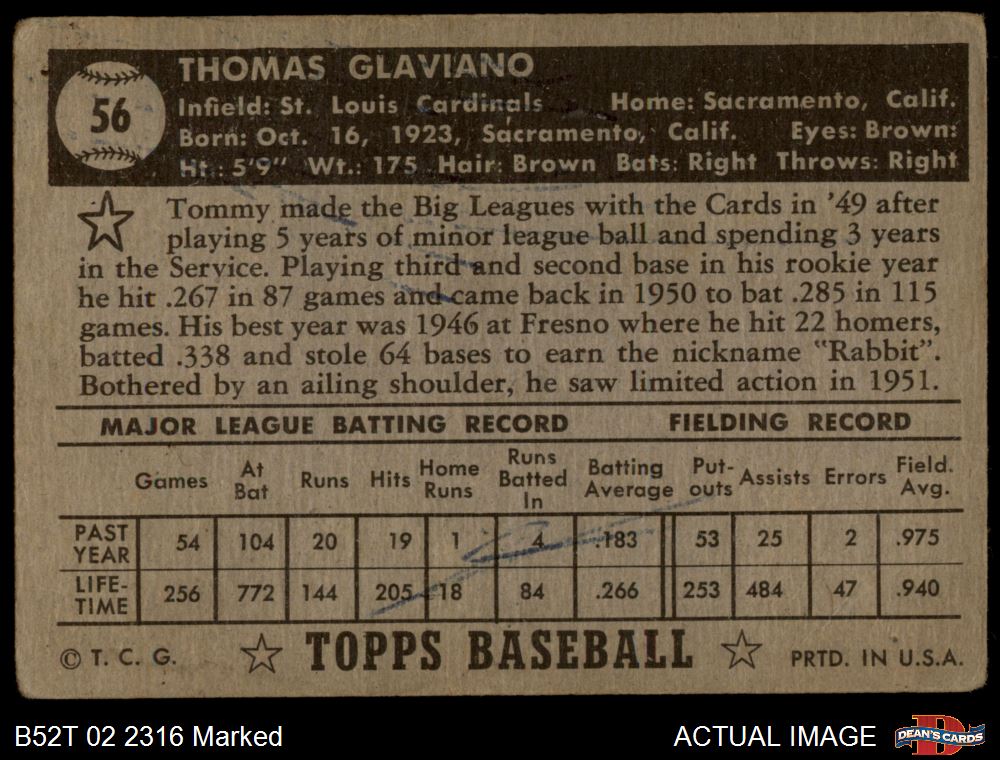 56
THOMAS GLAVIANO
Infield: St. Louis Cardinals Home: Sacramento, Calif.
Born: Oct. 16, 1923, Sacramento, Calif. Eyes: Brown:
Ht.: 5'9" Wt.: 175 Hair: Brown Bats: Right Throws: Right
Tommy made the Big Leagues with the Cards in '49 after
playing 5 years of minor league ball and spending 3 years
in the Service. Playing third and second base in his rookie year
he hit .267 in 87 games and came back in 1950 to bat .285 in 115
games. His best year was 1946 at Fresno where he hit 22 homers,
batted .338 and stole 64 bases to earn the nickname "Rabbit".
Bothered by an ailing shoulder, he saw limited action in 1951.
MAJOR LEAGUE BATTING RECORD FIELDING RECORD
Games At Bat Runs Hits Home Runs Runs Batted In Batting Average Put-outs Assists Errors Field. Avg.
PAST YEAR 54 104 20 19 1 4 .183 53 25 2 .975
LIFE-TIME 256 772 144 205 18 84 .266 253 484 47 .940
© T. C. G. TOPPS BASEBALL PRTD. IN U.S.A.
B52T 02 2316 Marked ACTUAL IMAGE DEAN'S CARDS